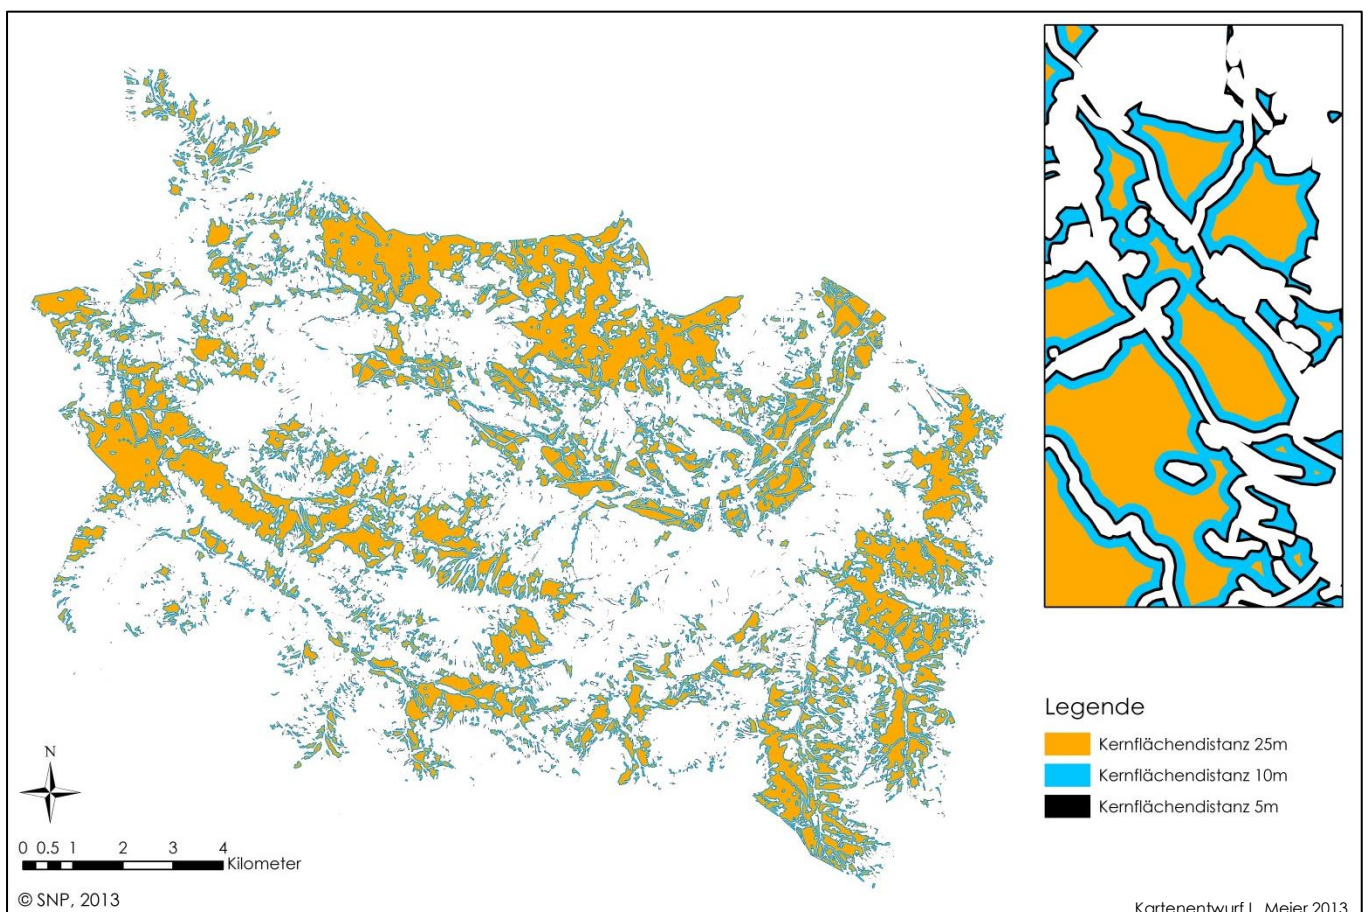 Legende
Kernflächendistanz 25m
Kernflächendistanz 10m
Kernflächendistanz 5m
N
0 0.5 1 2 3 4
Kilometer
© SNP, 2013
Kartenentwurf L. Meier 2013